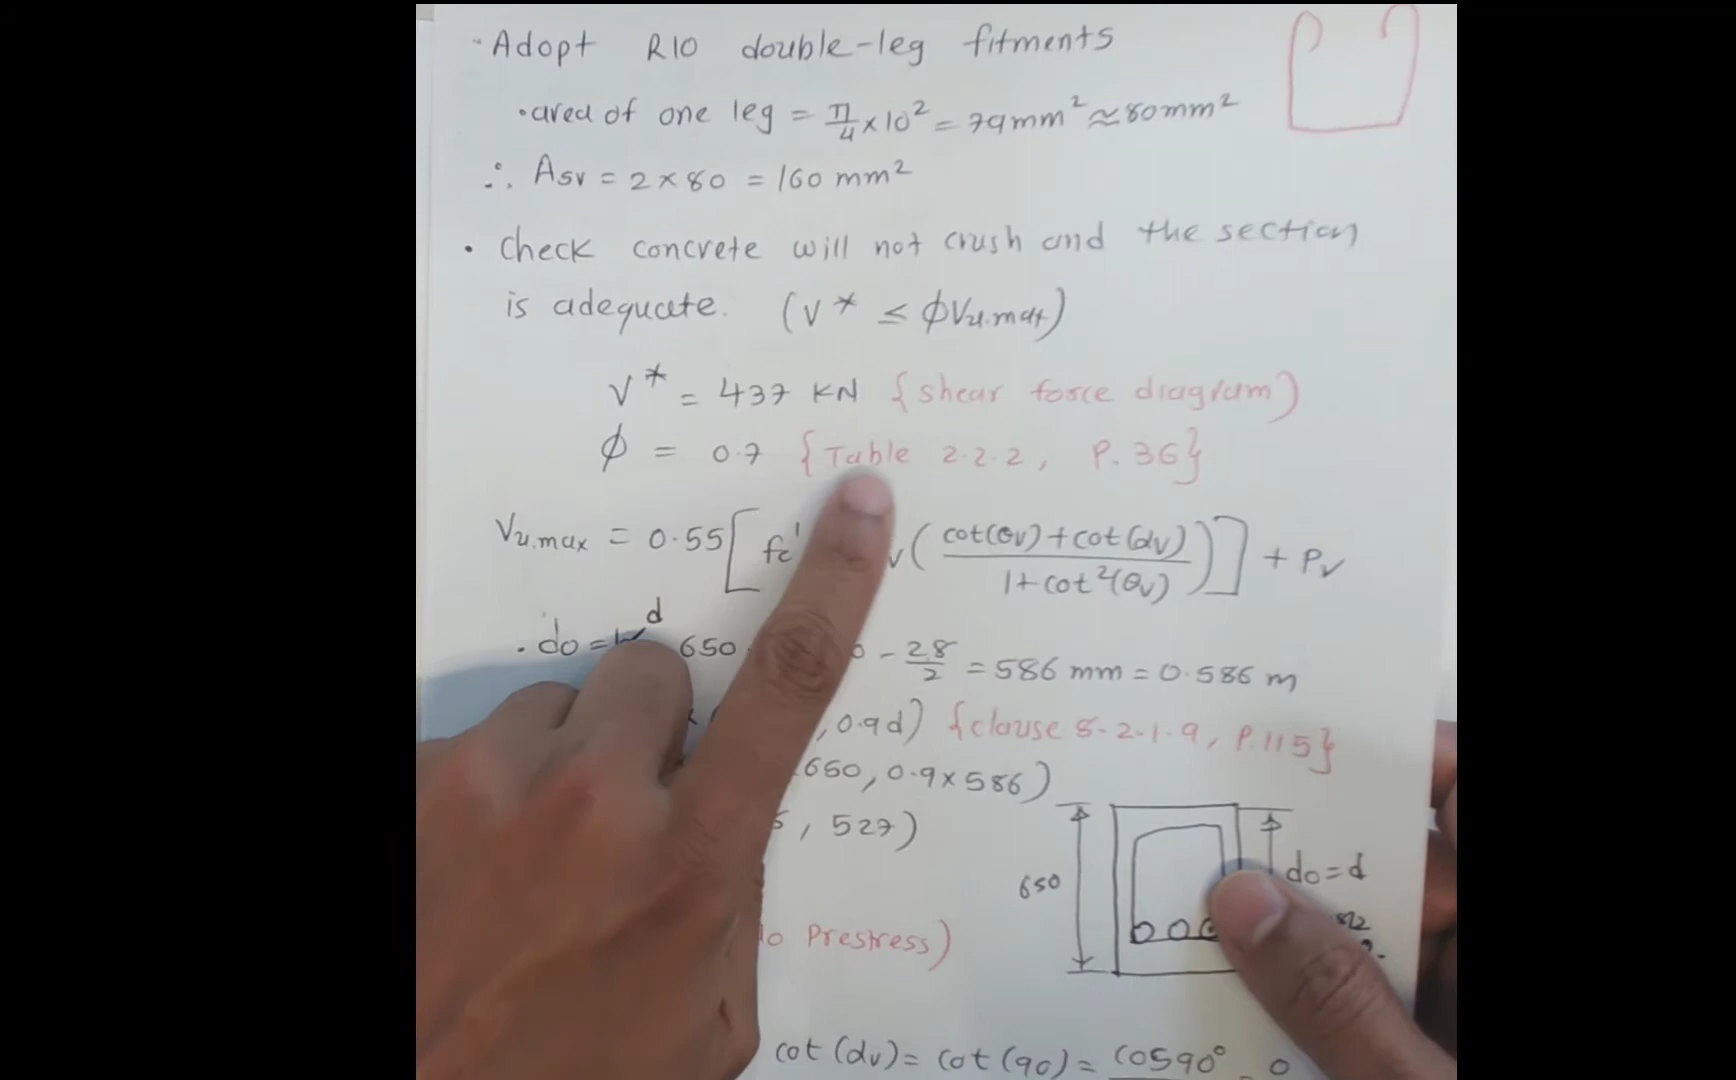 · Adopt R10 double-leg fitments
· area of one leg = π/4 × 10² = 79mm² ≈ 80mm²
∴ Asv = 2 × 80 = 160 mm²
· Check concrete will not crush and the section
is adequate. (V* ≤ ϕVu.max)
V* = 437 KN {shear force diagram)
ϕ = 0.7 {Table 2.2.2, P.36}
Vu.max = 0.55[fc' v((cot(θv)+cot(αv))/(1+cot²(θv)))] + Pv
· do = d 650 - 28/2 = 586 mm = 0.586 m
, 0.9d) {clause 8.2.1.9, P.115}
650, 0.9×586)
, 527)
650
do=d
Prestress)
cot(αv) = cot(90) = cos90° 0